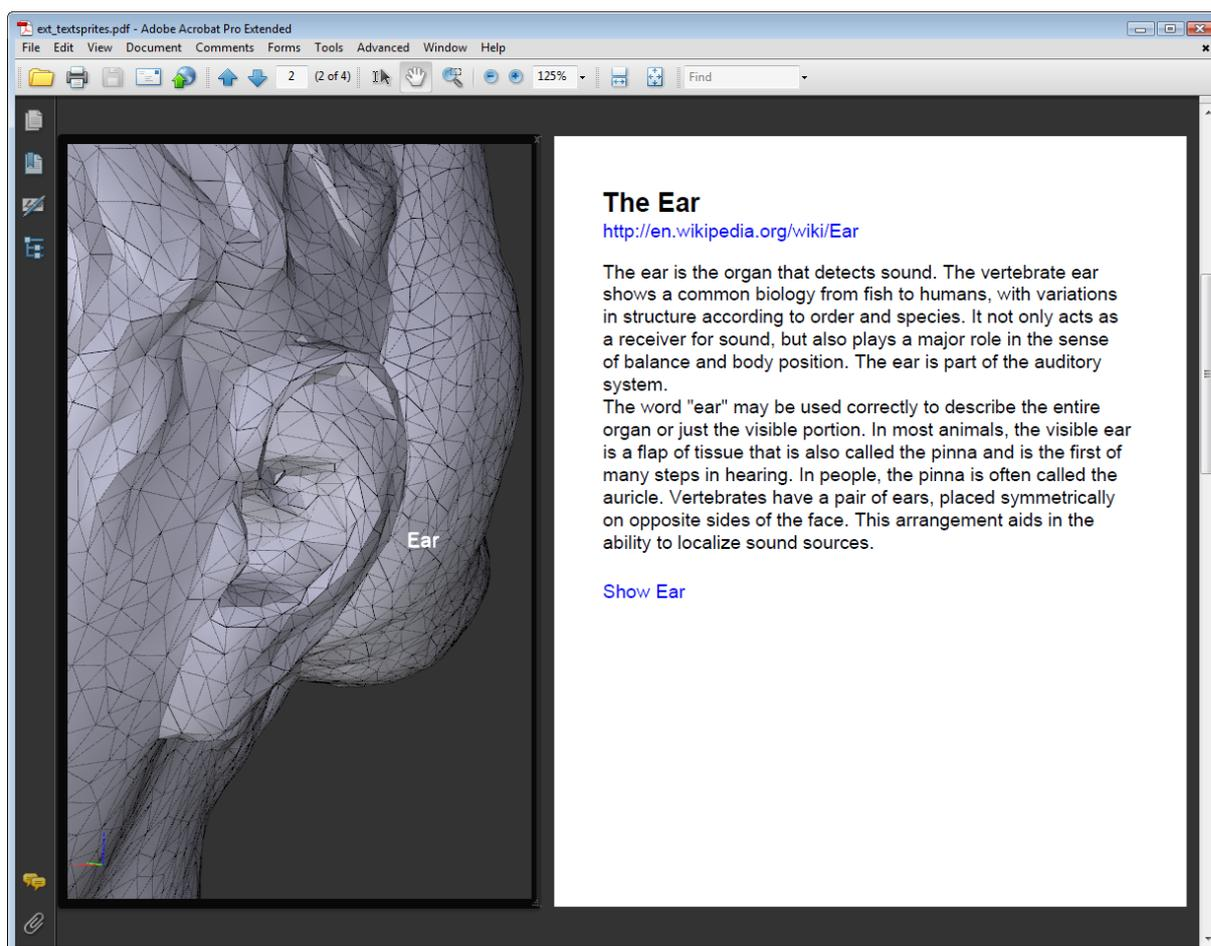 ext_textsprites.pdf - Adobe Acrobat Pro Extended
File Edit View Document Comments Forms Tools Advanced Window Help
2 (2 of 4) 125% Find
Ear
The Ear
http://en.wikipedia.org/wiki/Ear
The ear is the organ that detects sound. The vertebrate ear
shows a common biology from fish to humans, with variations
in structure according to order and species. It not only acts as
a receiver for sound, but also plays a major role in the sense
of balance and body position. The ear is part of the auditory
system.
The word "ear" may be used correctly to describe the entire
organ or just the visible portion. In most animals, the visible ear
is a flap of tissue that is also called the pinna and is the first of
many steps in hearing. In people, the pinna is often called the
auricle. Vertebrates have a pair of ears, placed symmetrically
on opposite sides of the face. This arrangement aids in the
ability to localize sound sources.
Show Ear